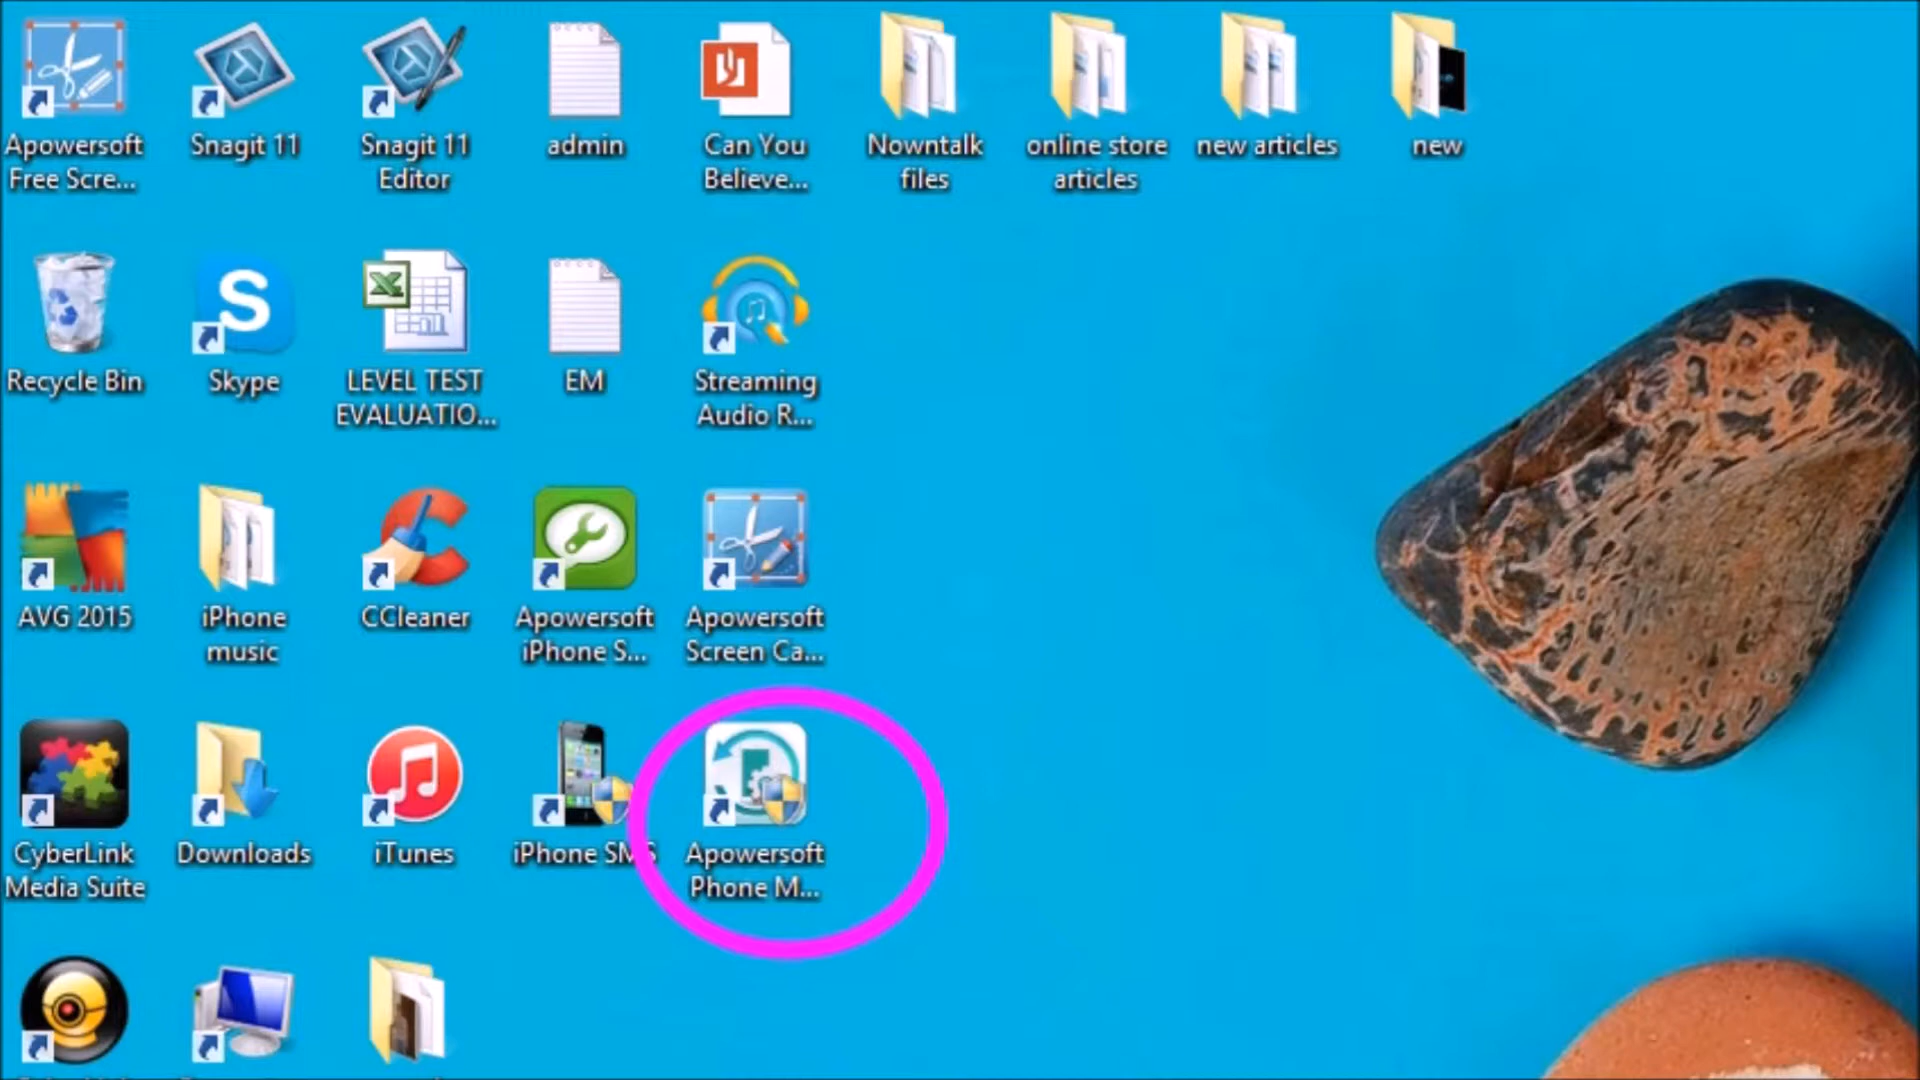 Apowersoft
Free Scre...
Snagit 11
Snagit 11
Editor
admin
Can You
Believe...
Nowntalk
files
online store
articles
new articles
new
Recycle Bin
Skype
LEVEL TEST
EVALUATIO...
EM
Streaming
Audio R...
AVG 2015
iPhone
music
CCleaner
Apowersoft
iPhone S...
Apowersoft
Screen Ca...
CyberLink
Media Suite
Downloads
iTunes
iPhone SMS
Apowersoft
Phone M...